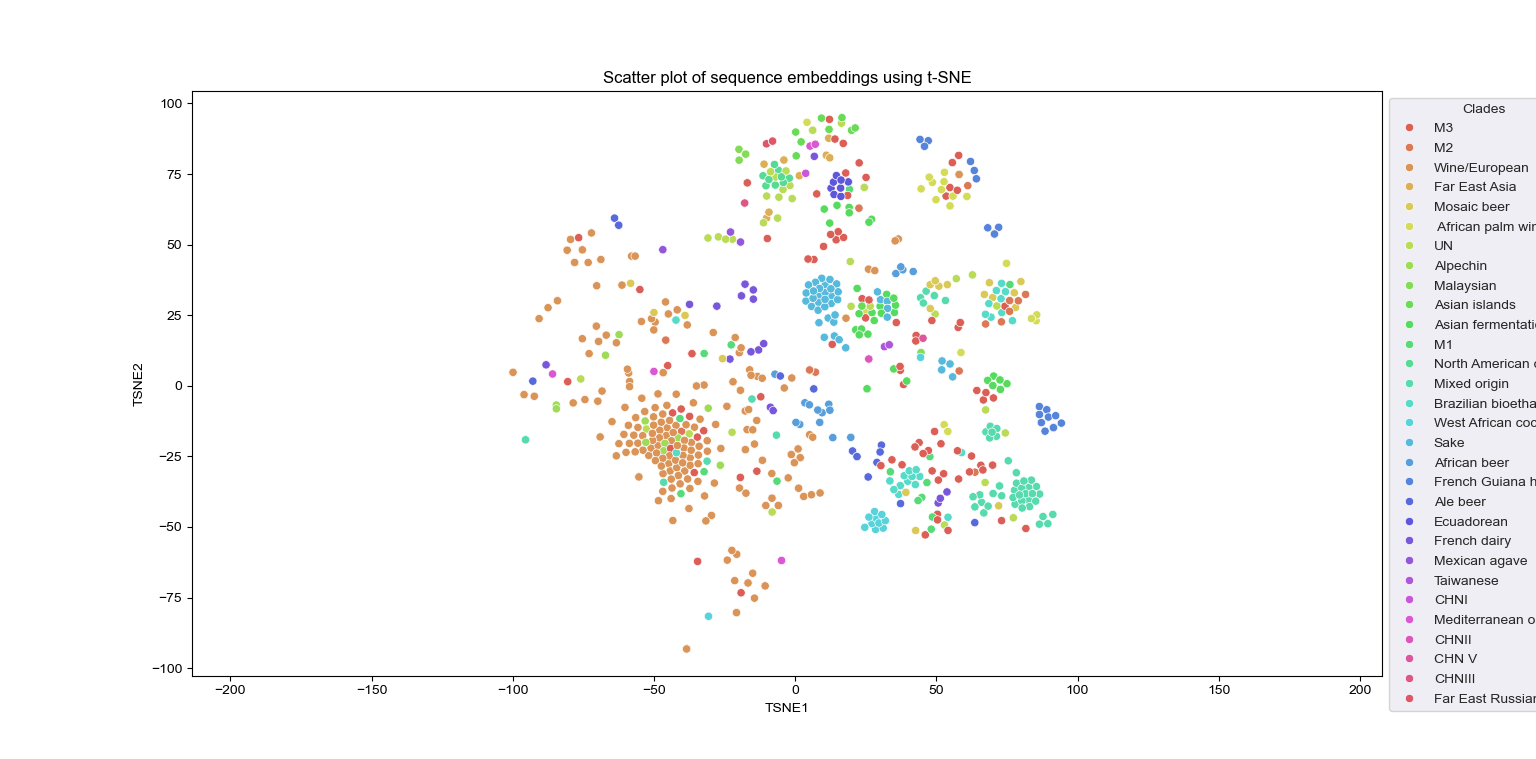 Scatter plot of sequence embeddings using t-SNE
TSNE2
100
75
50
25
0
−25
−50
−75
−100
−200
−150
−100
−50
0
50
100
150
200
TSNE1
Clades
M3
M2
Wine/European
Far East Asia
Mosaic beer
African palm wir
UN
Alpechin
Malaysian
Asian islands
Asian fermentati
M1
North American o
Mixed origin
Brazilian bioetha
West African coc
Sake
African beer
French Guiana h
Ale beer
Ecuadorean
French dairy
Mexican agave
Taiwanese
CHNI
Mediterranean o
CHNII
CHN V
CHNIII
Far East Russian